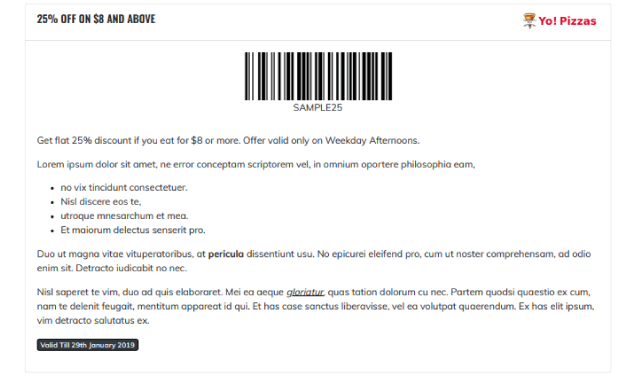 25% OFF ON $8 AND ABOVE
Yo! Pizzas
SAMPLE25
Get flat 25% discount if you eat for $8 or more. Offer valid only on Weekday Afternoons.
Lorem ipsum dolor sit amet, ne error conceptam scriptorem vel, in omnium oportere philosophia eam,
• no vix tincidunt consectetuer.
• Nisl discere eos te,
• utroque mnesarchum et mea.
• Et maiorum delectus senserit pro.
Duo ut magna vitae vituperatoribus, at pericula dissentiunt usu. No epicurei eleifend pro, cum ut noster comprehensam, ad odio
enim sit. Detracto iudicabit no nec.
Nisl saperet te vim, duo ad quis elaboraret. Mei ea aeque gloriatur, quas tation dolorum cu nec. Partem quodsi quaestio ex cum,
nam te delenit feugait, mentitum appareat id qui. Et has case sanctus liberavisse, vel ea volutpat quaerendum. Ex has elit ipsum,
vim detracto salutatus ex.
Valid Till 29th January 2019